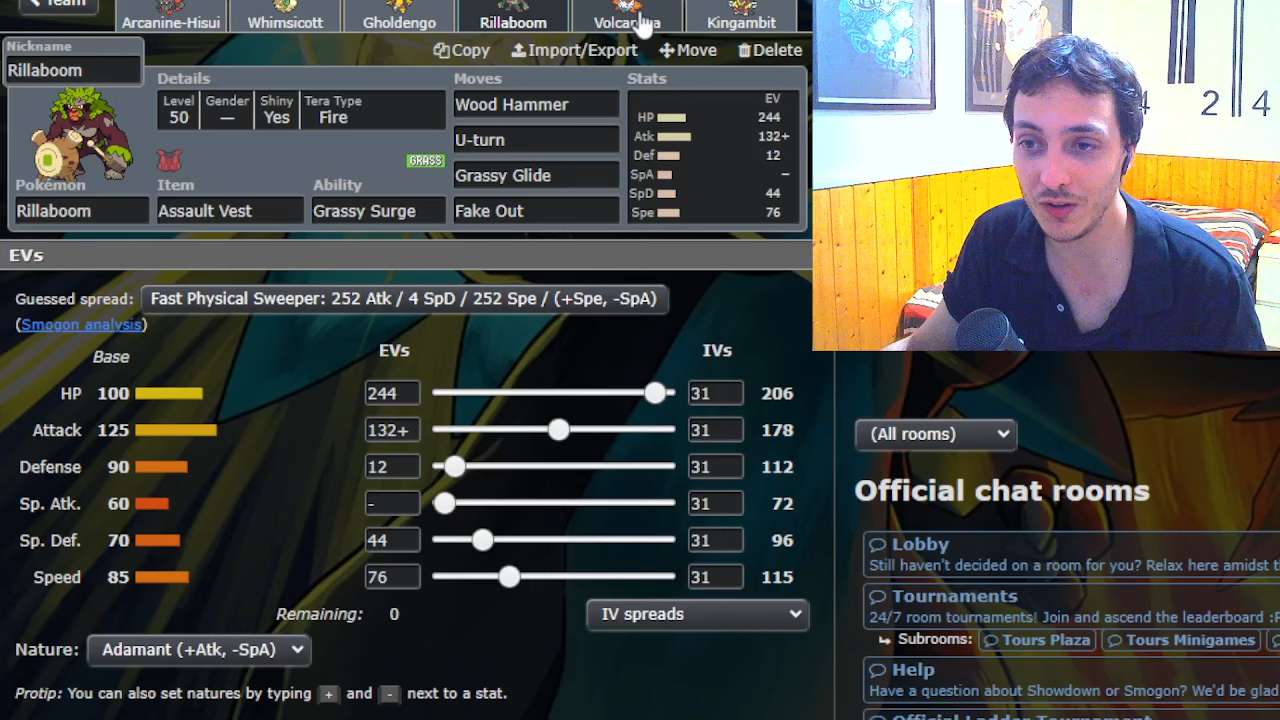 Team
Arcanine-Hisui Whimsicott Gholdengo Rillaboom Volcarona Kingambit
Nickname
Rillaboom
Copy Import/Export Move Delete
Details
Level Gender Shiny Tera Type
50 — Yes Fire
GRASS
Pokémon Item Ability
Rillaboom Assault Vest Grassy Surge
Moves
Wood Hammer
U-turn
Grassy Glide
Fake Out
Stats
EV
HP 244
Atk 132+
Def 12
SpA –
SpD 44
Spe 76
EVs
Guessed spread: Fast Physical Sweeper: 252 Atk / 4 SpD / 252 Spe / (+Spe, -SpA)
(Smogon analysis)
Base EVs IVs
HP 100 244 31 206
Attack 125 132+ 31 178
Defense 90 12 31 112
Sp. Atk. 60 - 31 72
Sp. Def. 70 44 31 96
Speed 85 76 31 115
Remaining: 0 IV spreads
Nature: Adamant (+Atk, -SpA)
Protip: You can also set natures by typing + and - next to a stat.
4 2 4
(All rooms)
Official chat rooms
Lobby
Still haven't decided on a room for you? Relax here amidst t
Tournaments
24/7 room tournaments! Join and ascend the leaderboard :P
Subrooms: Tours Plaza Tours Minigames
Help
Have a question about Showdown or Smogon? We'd be glad
Official Ladder Tournament